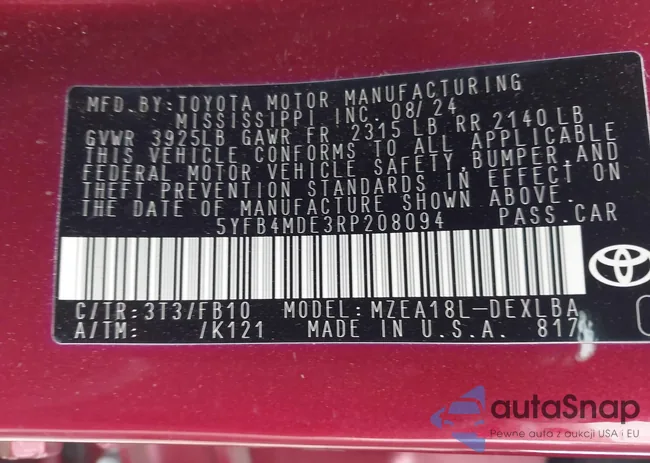 MFD.BY:TOYOTA MOTOR MANUFACTURING
MISSISSIPPI INC. 08/24
GVWR 3925LB GAWR FR 2315 LB RR 2140 LB
THIS VEHICLE CONFORMS TO ALL APPLICABLE
FEDERAL MOTOR VEHICLE SAFETY,BUMPER,AND
THEFT PREVENTION STANDARDS IN EFFECT ON
THE DATE OF MANUFACTURE SHOWN ABOVE.
5YFB4MDE3RP208094 PASS.CAR
C/TR:3T3/FB10 MODEL:MZEA18L-DEXLBA
A/TM: /K121 MADE IN U.S.A. 817
autoSnap
Pewne auta z aukcji USA i EU